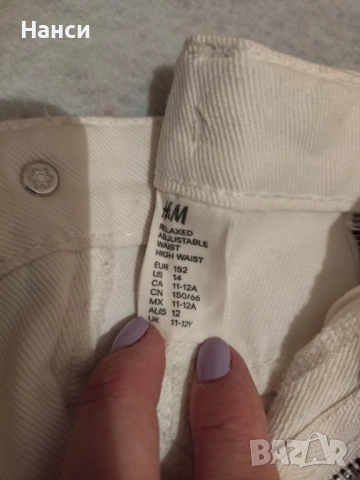 Нанси
H&M
RELAXED
ADJUSTABLE
WAIST
HIGH WAIST
EUR 152
US 14
CA 11-12A
CN 150/66
MX 11-12A
AUS 12
UK 11-12Y
BAZAR